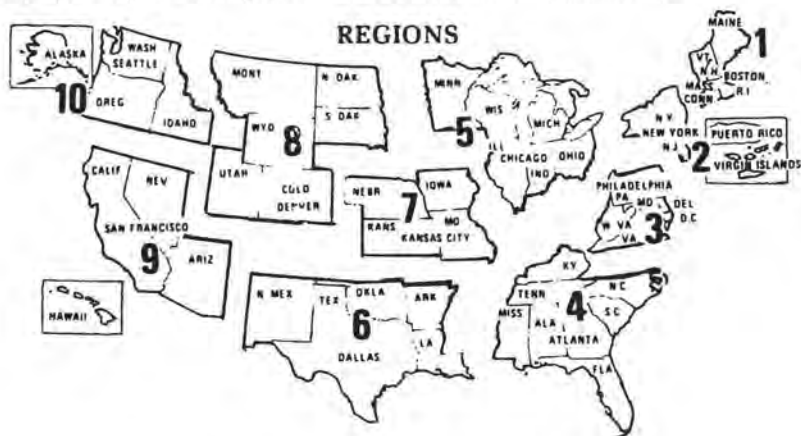 REGIONS
ALASKA
WASH
SEATTLE
OREG
IDAHO
10
MONT
N DAK
S DAK
WYO
8
UTAH
COLO
DENVER
MINN
WIS
MICH
5
ILL
CHICAGO
IND
OHIO
MAINE
1
VT
N.H.
BOSTON
MASS
CONN
R.I.
N.Y.
NEW YORK
N.J.
2
PUERTO RICO
VIRGIN ISLANDS
CALIF
NEV
SAN FRANCISCO
9
ARIZ
HAWAII
NEBR
IOWA
7
KANS
MO
KANSAS CITY
PHILADELPHIA
PA
MD
DEL
D.C
W VA
VA
3
N MEX
TEX
OKLA
ARK
6
LA
DALLAS
KY
TENN
N C
4
MISS
ALA
S C
ATLANTA
FLA